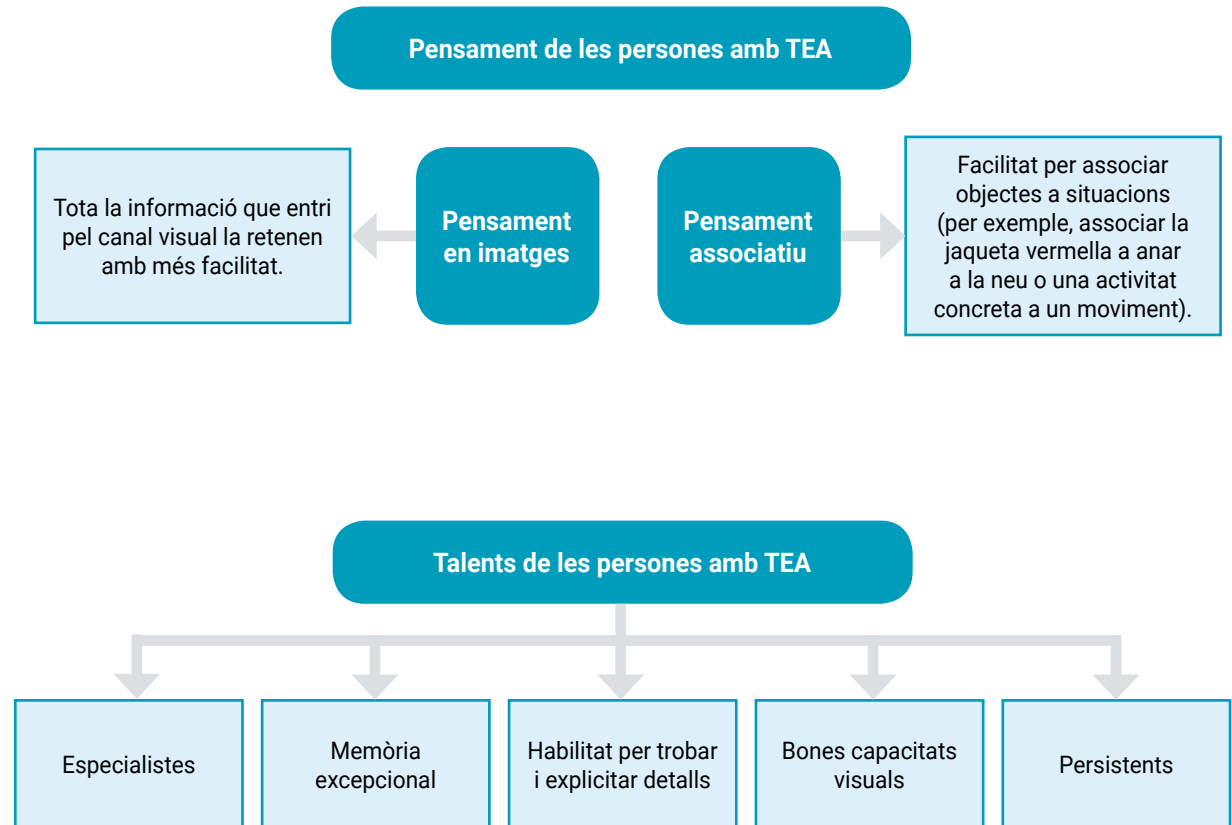 Pensament de les persones amb TEA
Tota la informació que entri
pel canal visual la retenen
amb més facilitat.
Pensament
en imatges
Pensament
associatiu
Facilitat per associar
objectes a situacions
(per exemple, associar la
jaqueta vermella a anar
a la neu o una activitat
concreta a un moviment).
Talents de les persones amb TEA
Especialistes
Memòria
excepcional
Habilitat per trobar
i explicitar detalls
Bones capacitats
visuals
Persistents